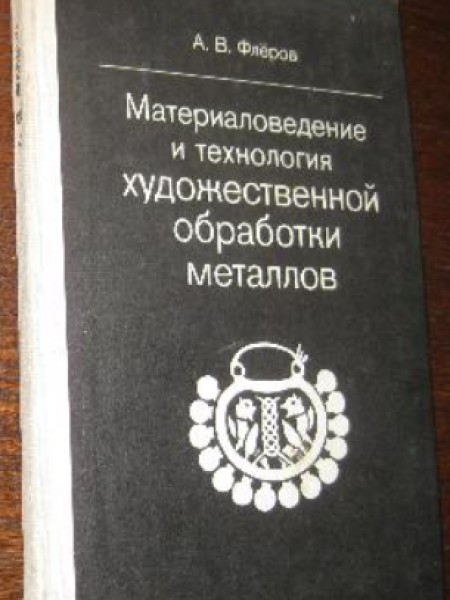 А. В. Флёров
Материаловедение
и технология
художественной
обработки
металлов